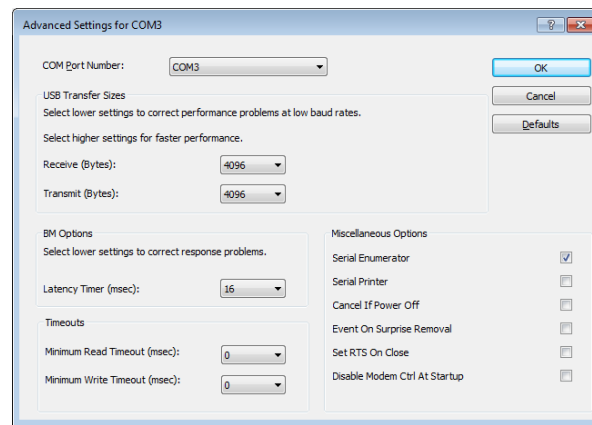 Advanced Settings for COM3
COM Port Number:
COM3
OK
Cancel
Defaults
USB Transfer Sizes
Select lower settings to correct performance problems at low baud rates.
Select higher settings for faster performance.
Receive (Bytes):
4096
Transmit (Bytes):
4096
BM Options
Select lower settings to correct response problems.
Latency Timer (msec):
16
Timeouts
Minimum Read Timeout (msec):
0
Minimum Write Timeout (msec):
0
Miscellaneous Options
Serial Enumerator
Serial Printer
Cancel If Power Off
Event On Surprise Removal
Set RTS On Close
Disable Modem Ctrl At Startup